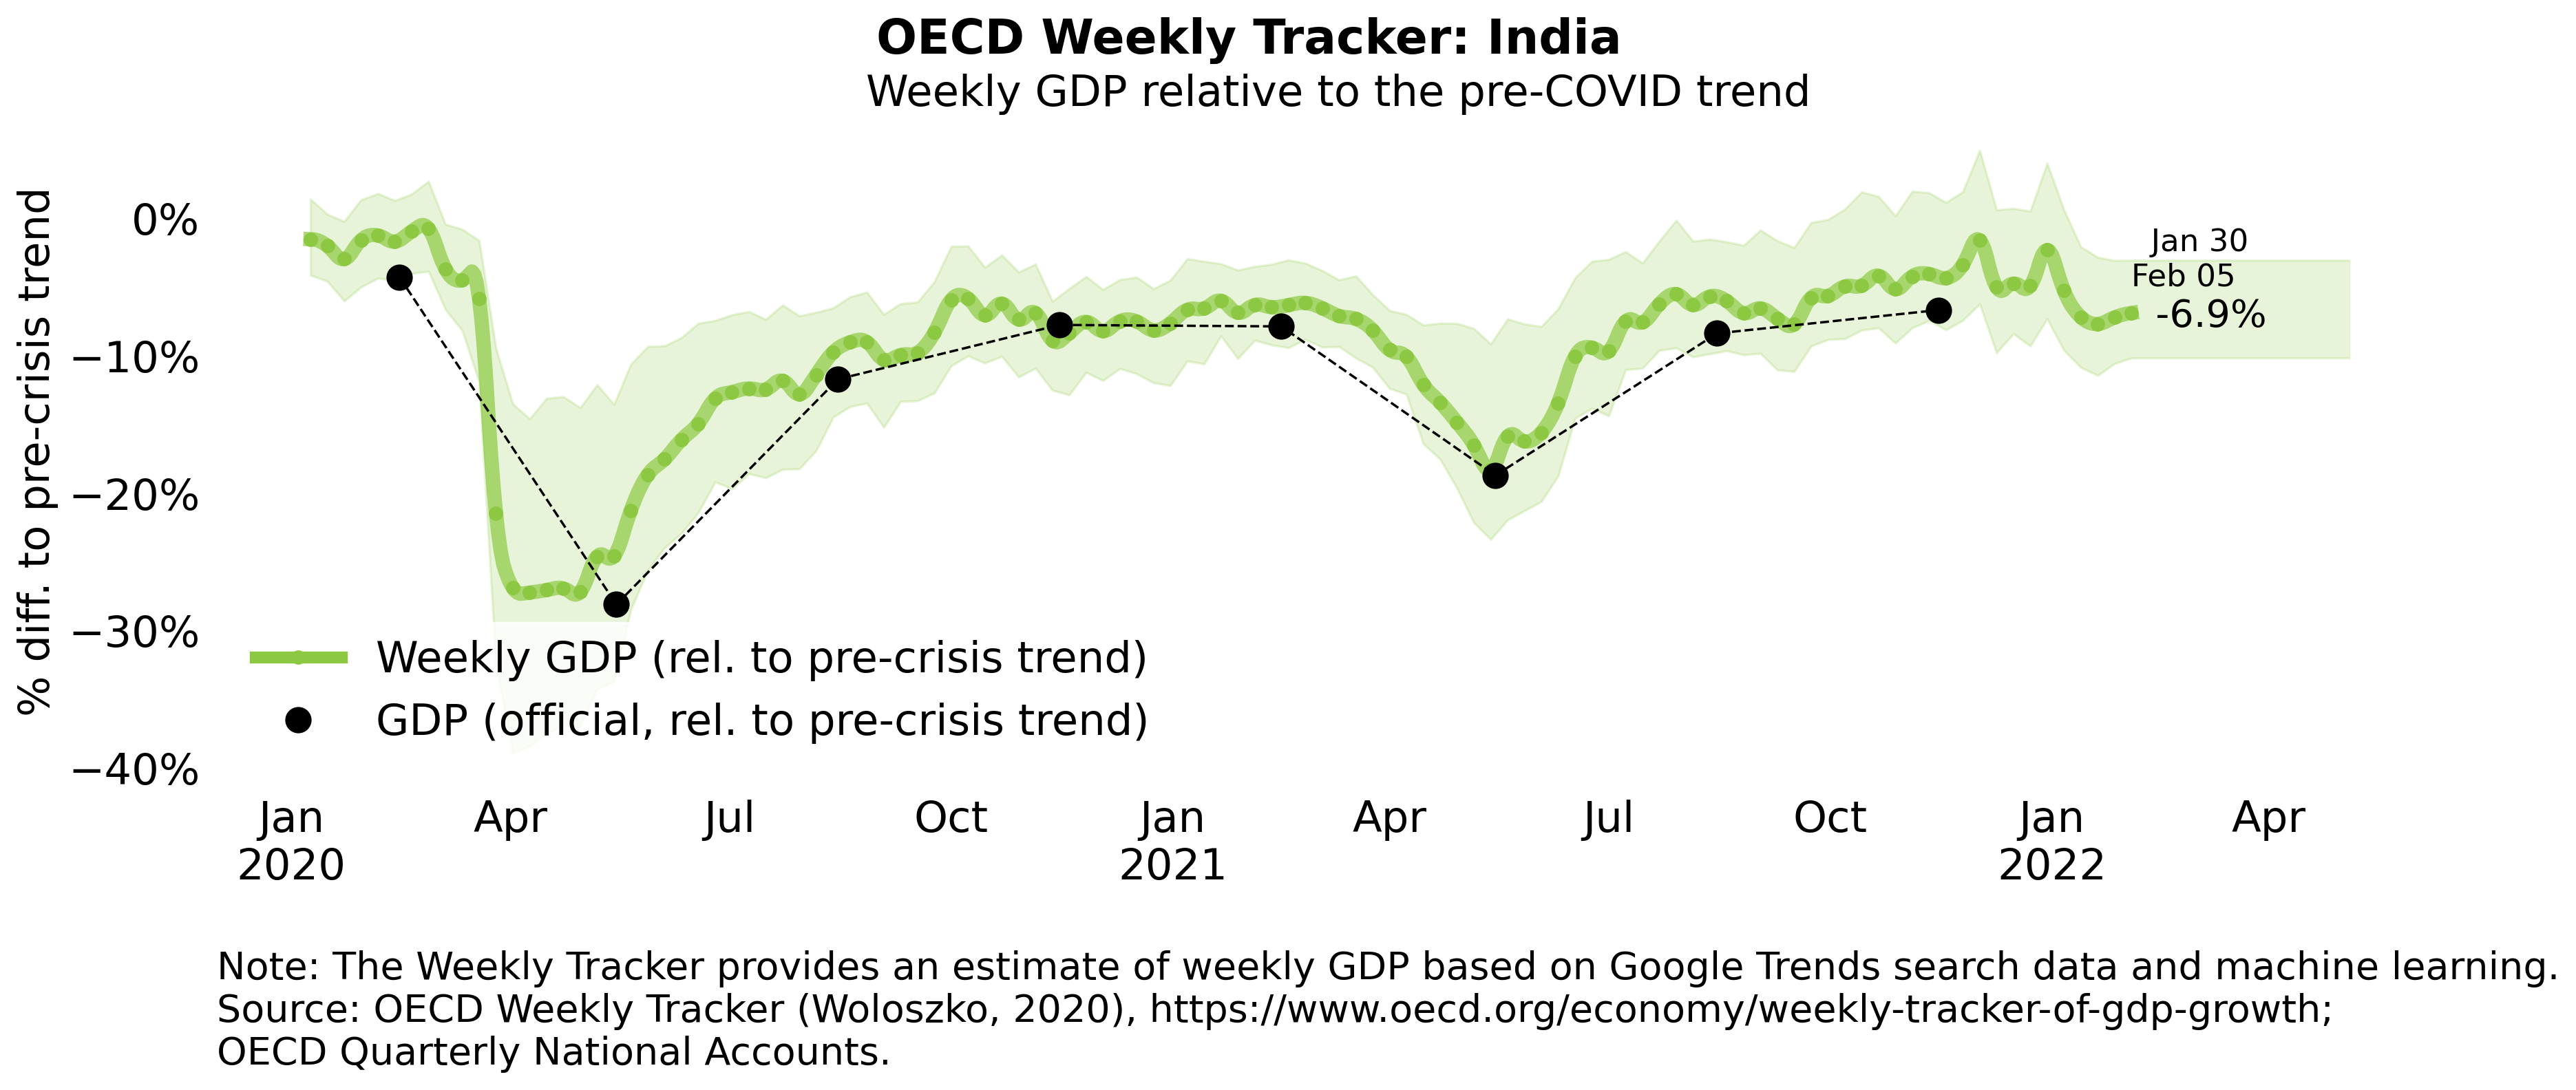 OECD Weekly Tracker: India
Weekly GDP relative to the pre-COVID trend
% diff. to pre-crisis trend
0%
−10%
−20%
−30%
−40%
Jan 30
Feb 05
-6.9%
Weekly GDP (rel. to pre-crisis trend)
GDP (official, rel. to pre-crisis trend)
Jan Apr Jul Oct Jan Apr Jul Oct Jan Apr
2020 2021 2022
Note: The Weekly Tracker provides an estimate of weekly GDP based on Google Trends search data and machine learning.
Source: OECD Weekly Tracker (Woloszko, 2020), https://www.oecd.org/economy/weekly-tracker-of-gdp-growth;
OECD Quarterly National Accounts.